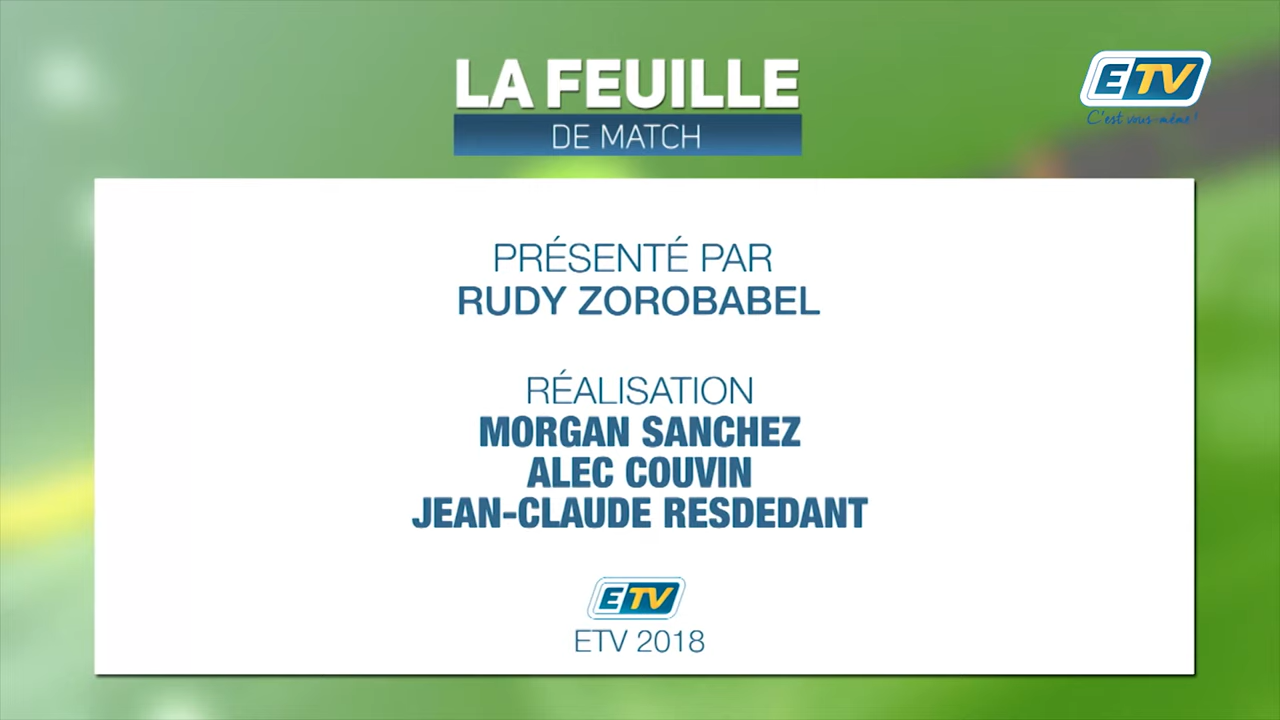 LA FEUILLE
DE MATCH
ETV
C'est vous-même !
PRÉSENTÉ PAR
RUDY ZOROBABEL
RÉALISATION
MORGAN SANCHEZ
ALEC COUVIN
JEAN-CLAUDE RESDEDANT
ETV
ETV 2018